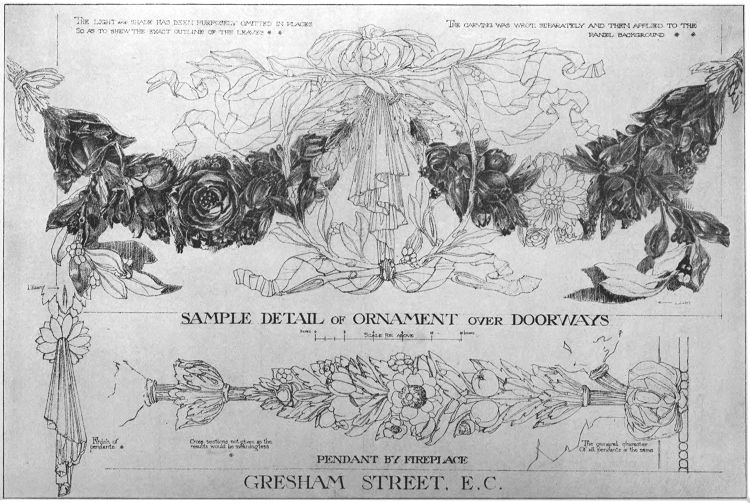 THE LIGHT AND SHADE HAS BEEN PURPOSELY OMITTED IN PLACES
SO AS TO SHEW THE EXACT OUTLINE OF THE LEAVES
THE CARVING WAS WROT SEPARATELY AND THEN APPLIED TO THE
PANEL BACKGROUND
SAMPLE DETAIL OF ORNAMENT OVER DOORWAYS
SCALE FOR ABOVE
Finish of
pendants
Cross sections not given as the
results would be meaningless
The general character
Of all pendants is the same
PENDANT BY FIREPLACE
GRESHAM STREET, E.C.